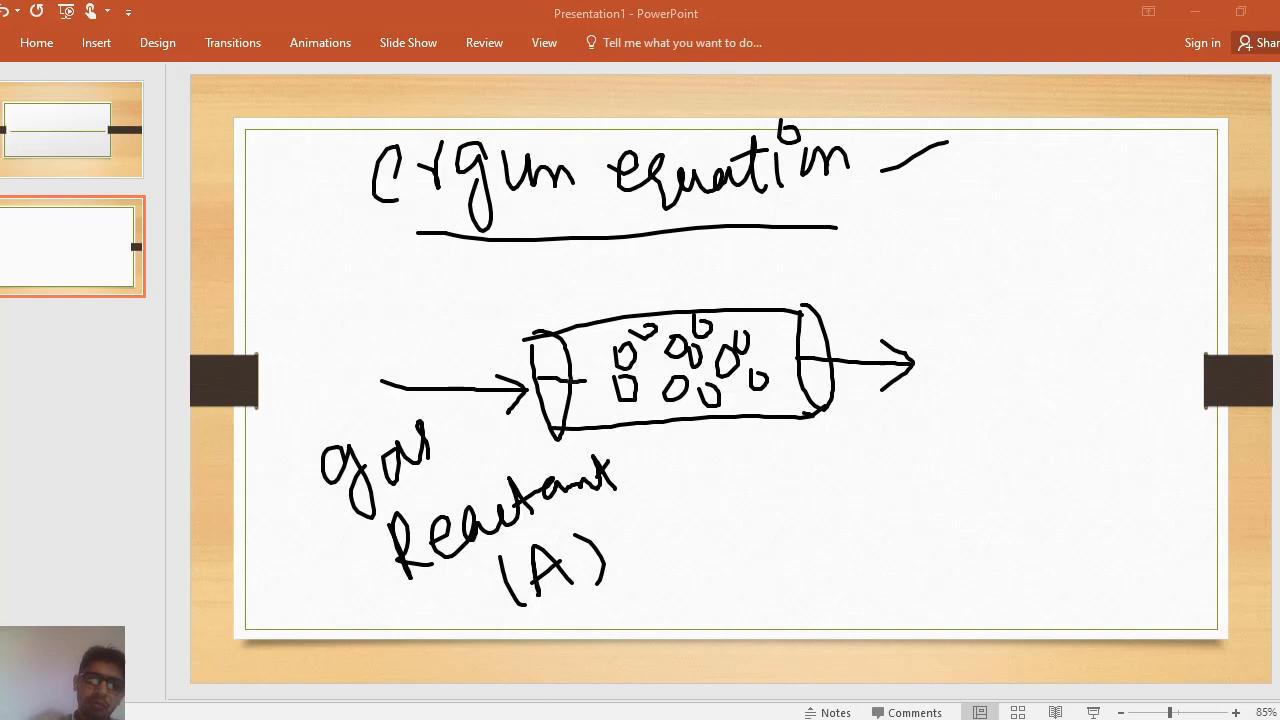 Presentation1 - PowerPoint
Home Insert Design Transitions Animations Slide Show Review View Tell me what you want to do... Sign in Shar
Ergun equation
gas
Reactant
(A)
Notes Comments 85%